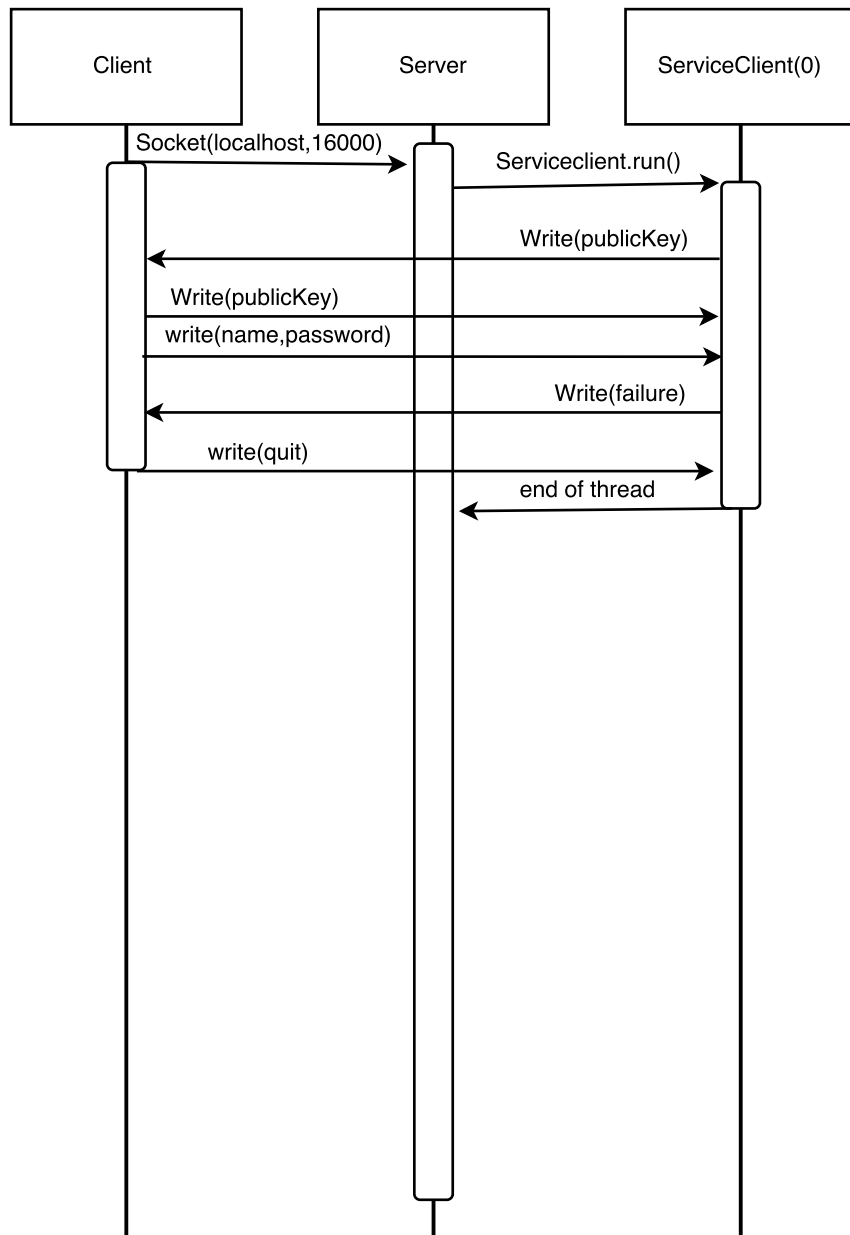 Client
Server
ServiceClient(0)
Socket(localhost,16000)
Serviceclient.run()
Write(publicKey)
Write(publicKey)
write(name,password)
Write(failure)
write(quit)
end of thread